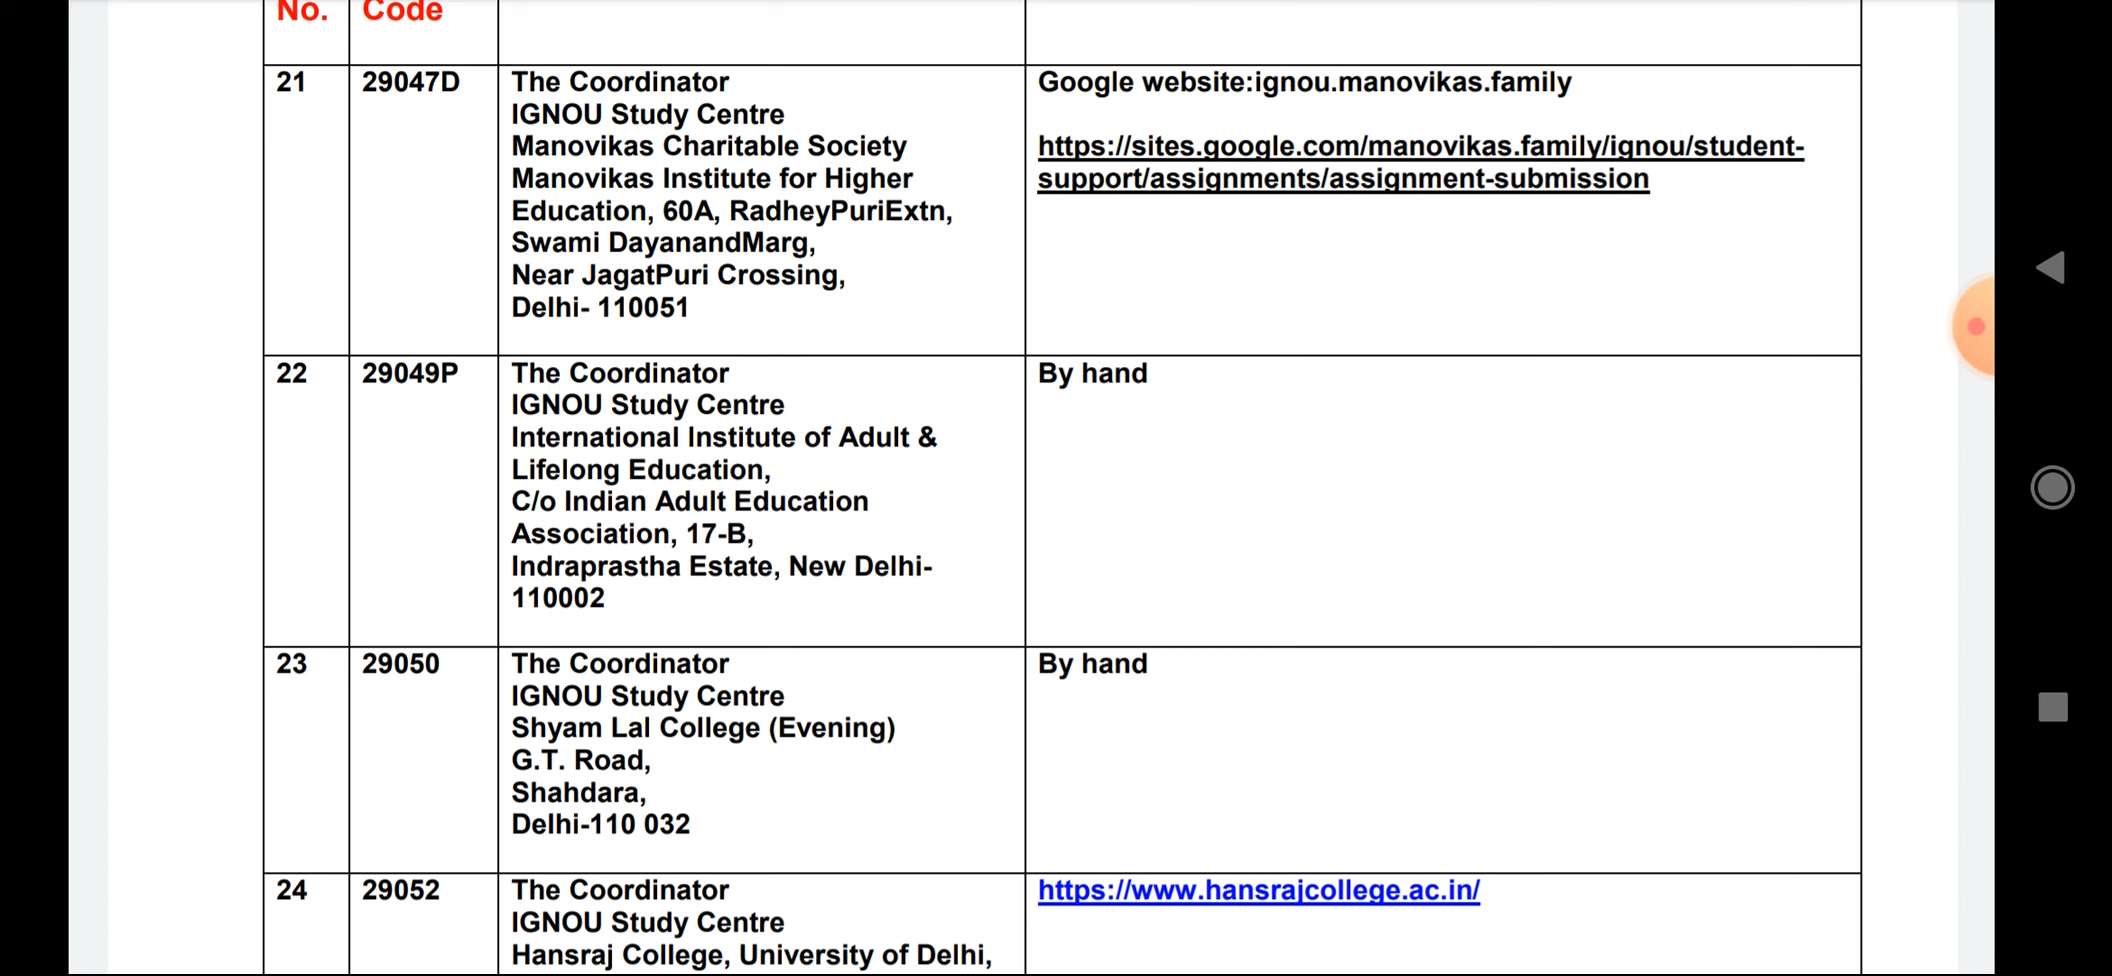 No. Code
21 29047D The Coordinator Google website:ignou.manovikas.family
IGNOU Study Centre
Manovikas Charitable Society https://sites.google.com/manovikas.family/ignou/student-
Manovikas Institute for Higher support/assignments/assignment-submission
Education, 60A, RadheyPuriExtn,
Swami DayanandMarg,
Near JagatPuri Crossing,
Delhi- 110051
22 29049P The Coordinator By hand
IGNOU Study Centre
International Institute of Adult &
Lifelong Education,
C/o Indian Adult Education
Association, 17-B,
Indraprastha Estate, New Delhi-
110002
23 29050 The Coordinator By hand
IGNOU Study Centre
Shyam Lal College (Evening)
G.T. Road,
Shahdara,
Delhi-110 032
24 29052 The Coordinator https://www.hansrajcollege.ac.in/
IGNOU Study Centre
Hansraj College, University of Delhi,